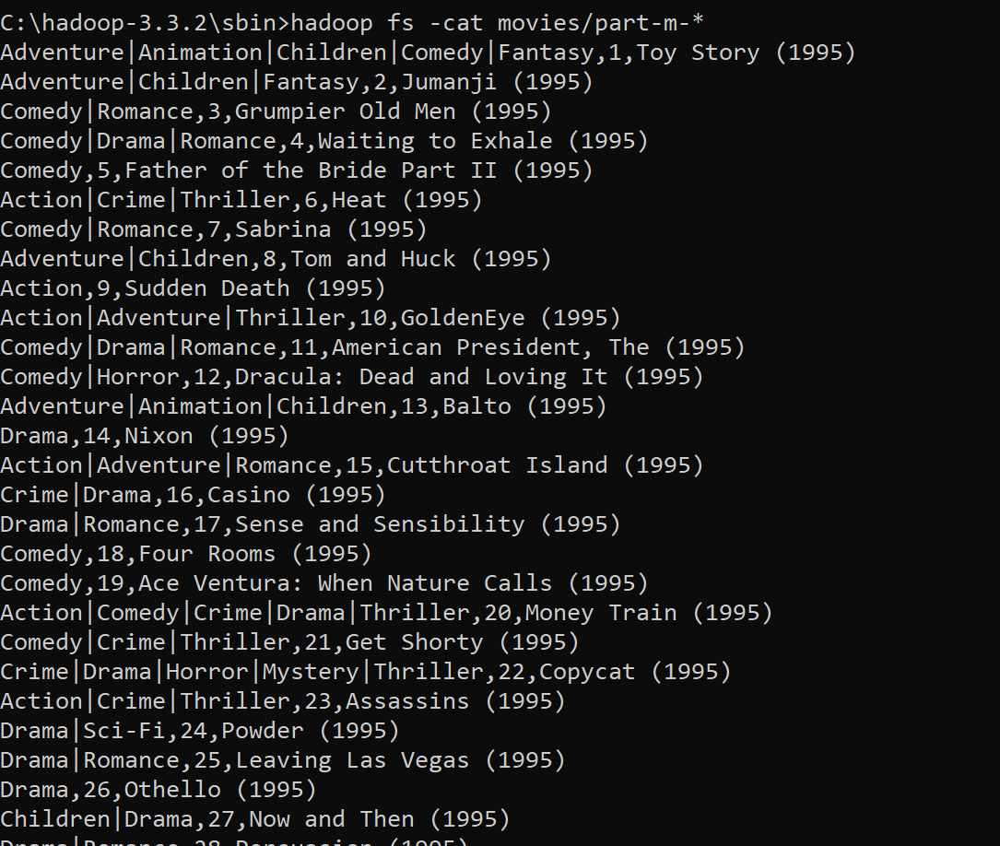 C:\hadoop-3.3.2\sbin>hadoop fs -cat movies/part-m-*
Adventure|Animation|Children|Comedy|Fantasy,1,Toy Story (1995)
Adventure|Children|Fantasy,2,Jumanji (1995)
Comedy|Romance,3,Grumpier Old Men (1995)
Comedy|Drama|Romance,4,Waiting to Exhale (1995)
Comedy,5,Father of the Bride Part II (1995)
Action|Crime|Thriller,6,Heat (1995)
Comedy|Romance,7,Sabrina (1995)
Adventure|Children,8,Tom and Huck (1995)
Action,9,Sudden Death (1995)
Action|Adventure|Thriller,10,GoldenEye (1995)
Comedy|Drama|Romance,11,American President, The (1995)
Comedy|Horror,12,Dracula: Dead and Loving It (1995)
Adventure|Animation|Children,13,Balto (1995)
Drama,14,Nixon (1995)
Action|Adventure|Romance,15,Cutthroat Island (1995)
Crime|Drama,16,Casino (1995)
Drama|Romance,17,Sense and Sensibility (1995)
Comedy,18,Four Rooms (1995)
Comedy,19,Ace Ventura: When Nature Calls (1995)
Action|Comedy|Crime|Drama|Thriller,20,Money Train (1995)
Comedy|Crime|Thriller,21,Get Shorty (1995)
Crime|Drama|Horror|Mystery|Thriller,22,Copycat (1995)
Action|Crime|Thriller,23,Assassins (1995)
Drama|Sci-Fi,24,Powder (1995)
Drama|Romance,25,Leaving Las Vegas (1995)
Drama,26,Othello (1995)
Children|Drama,27,Now and Then (1995)
Drama|Romance,28,Persuasion (1995)